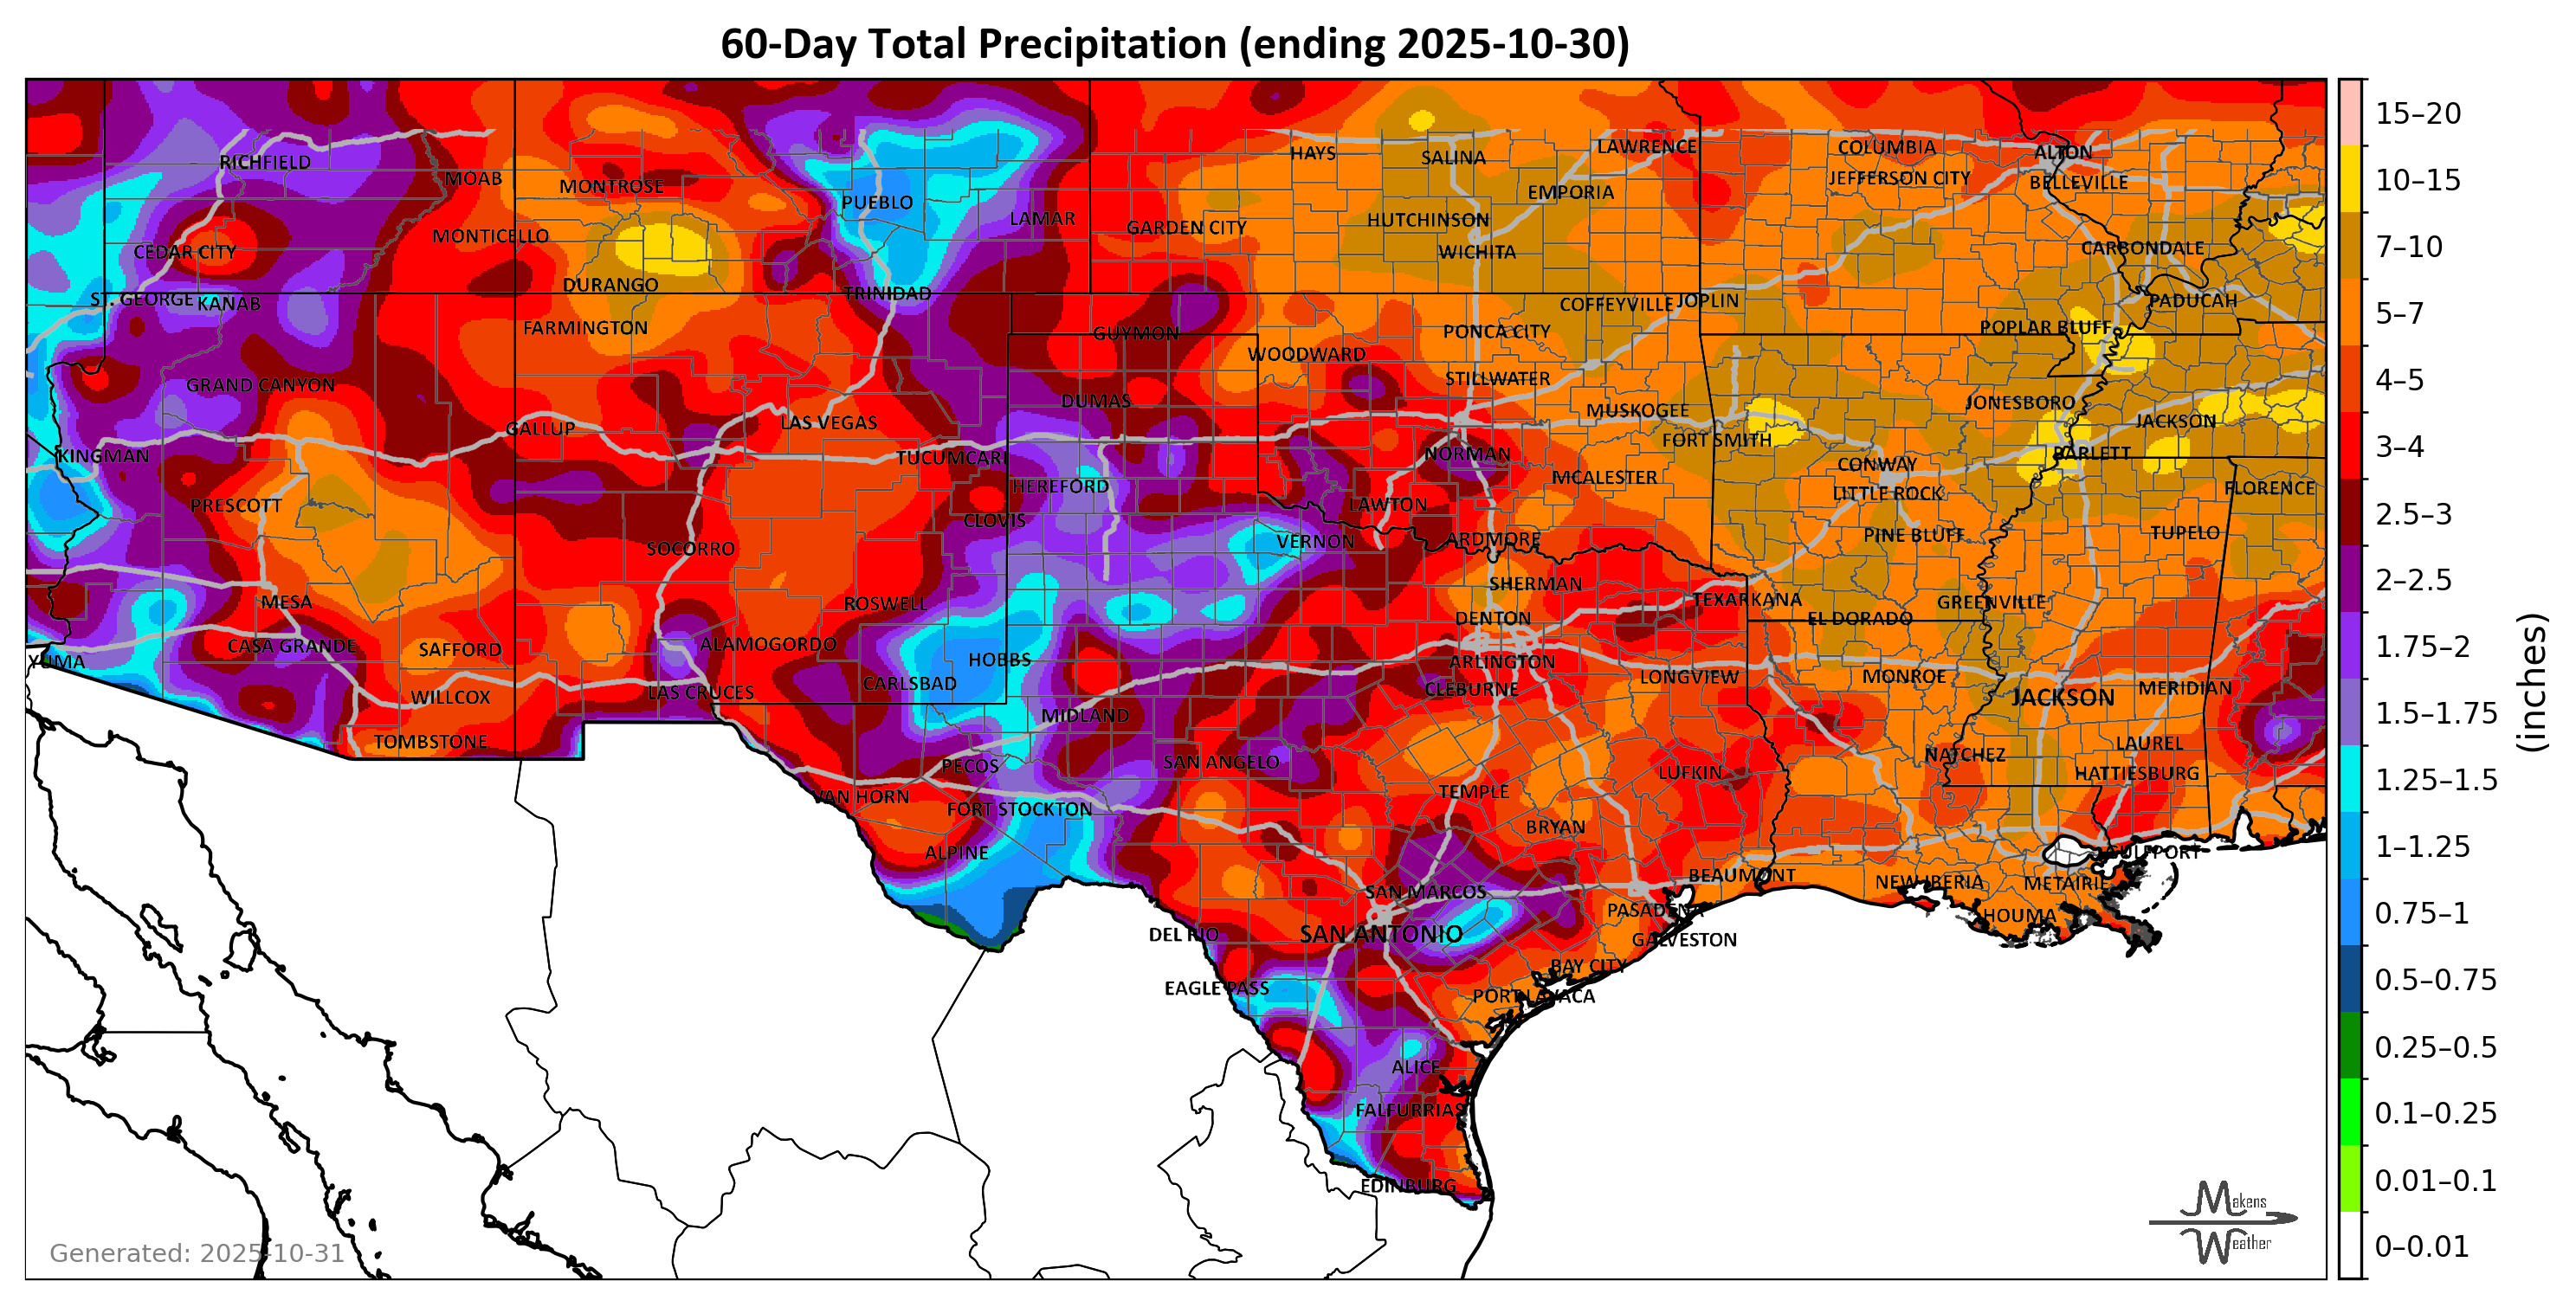 60-Day Total Precipitation (ending 2025-10-30)
RICHFIELD
MOAB
MONTROSE
PUEBLO
LAMAR
HAYS
SALINA
LAWRENCE
COLUMBIA
ALTON
JEFFERSON CITY
BELLEVILLE
EMPORIA
GARDEN CITY
HUTCHINSON
WICHITA
MONTICELLO
CEDAR CITY
CARBONDALE
DURANGO
TRINIDAD
ST. GEORGE
KANAB
COFFEYVILLE
JOPLIN
PADUCAH
FARMINGTON
GUYMON
PONCA CITY
POPLAR BLUFF
WOODWARD
GRAND CANYON
STILLWATER
DUMAS
JONESBORO
MUSKOGEE
JACKSON
GALLUP
LAS VEGAS
FORT SMITH
KINGMAN
TUCUMCARI
NORMAN
BARLETT
CONWAY
MCALESTER
HEREFORD
LITTLE ROCK
FLORENCE
PRESCOTT
LAWTON
CLOVIS
PINE BLUFF
TUPELO
SOCORRO
VERNON
ARDMORE
SHERMAN
MESA
ROSWELL
TEXARKANA
GREENVILLE
DENTON
EL DORADO
CASA GRANDE
SAFFORD
ALAMOGORDO
HOBBS
ARLINGTON
YUMA
LONGVIEW
MONROE
CARLSBAD
CLEBURNE
MERIDIAN
WILLCOX
LAS CRUCES
JACKSON
MIDLAND
TOMBSTONE
NATCHEZ
LAUREL
PECOS
SAN ANGELO
LUFKIN
HATTIESBURG
VAN HORN
FORT STOCKTON
TEMPLE
BRYAN
ALPINE
GULFPORT
SAN MARCOS
BEAUMONT
NEW IBERIA
METAIRIE
PASADENA
HOUMA
DEL RIO
SAN ANTONIO
GALVESTON
BAY CITY
EAGLE PASS
PORT LAVACA
ALICE
FALFURRIAS
EDINBURG
Generated: 2025-10-31
Makens
Weather
15–20
10–15
7–10
5–7
4–5
3–4
2.5–3
2–2.5
1.75–2
1.5–1.75
1.25–1.5
1–1.25
0.75–1
0.5–0.75
0.25–0.5
0.1–0.25
0.01–0.1
0–0.01
(inches)